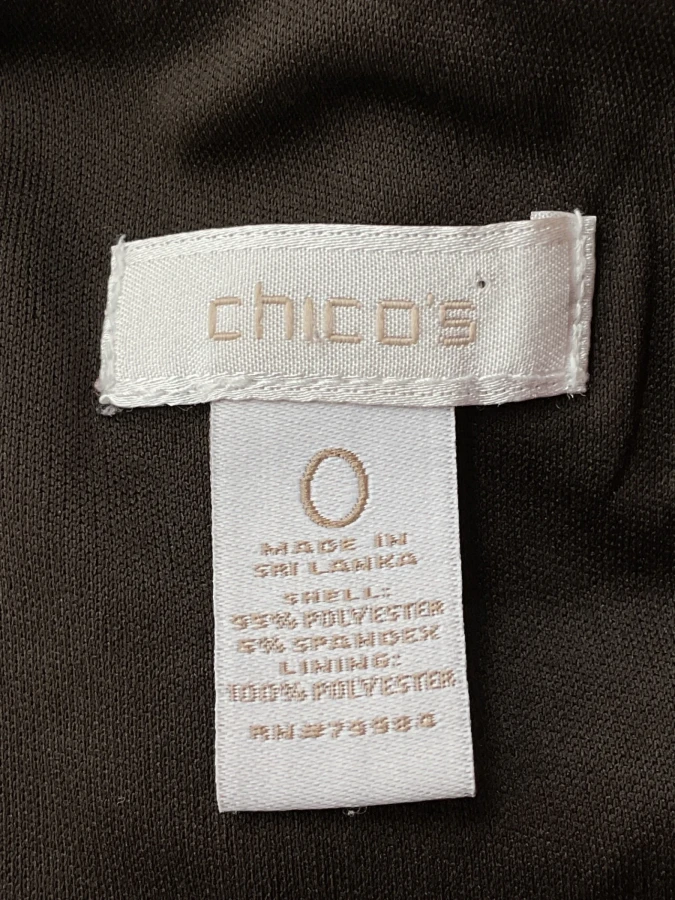 chico's
0
MADE IN
SRI LANKA
SHELL:
95% POLYESTER
5% SPANDEX
LINING:
100% POLYESTER